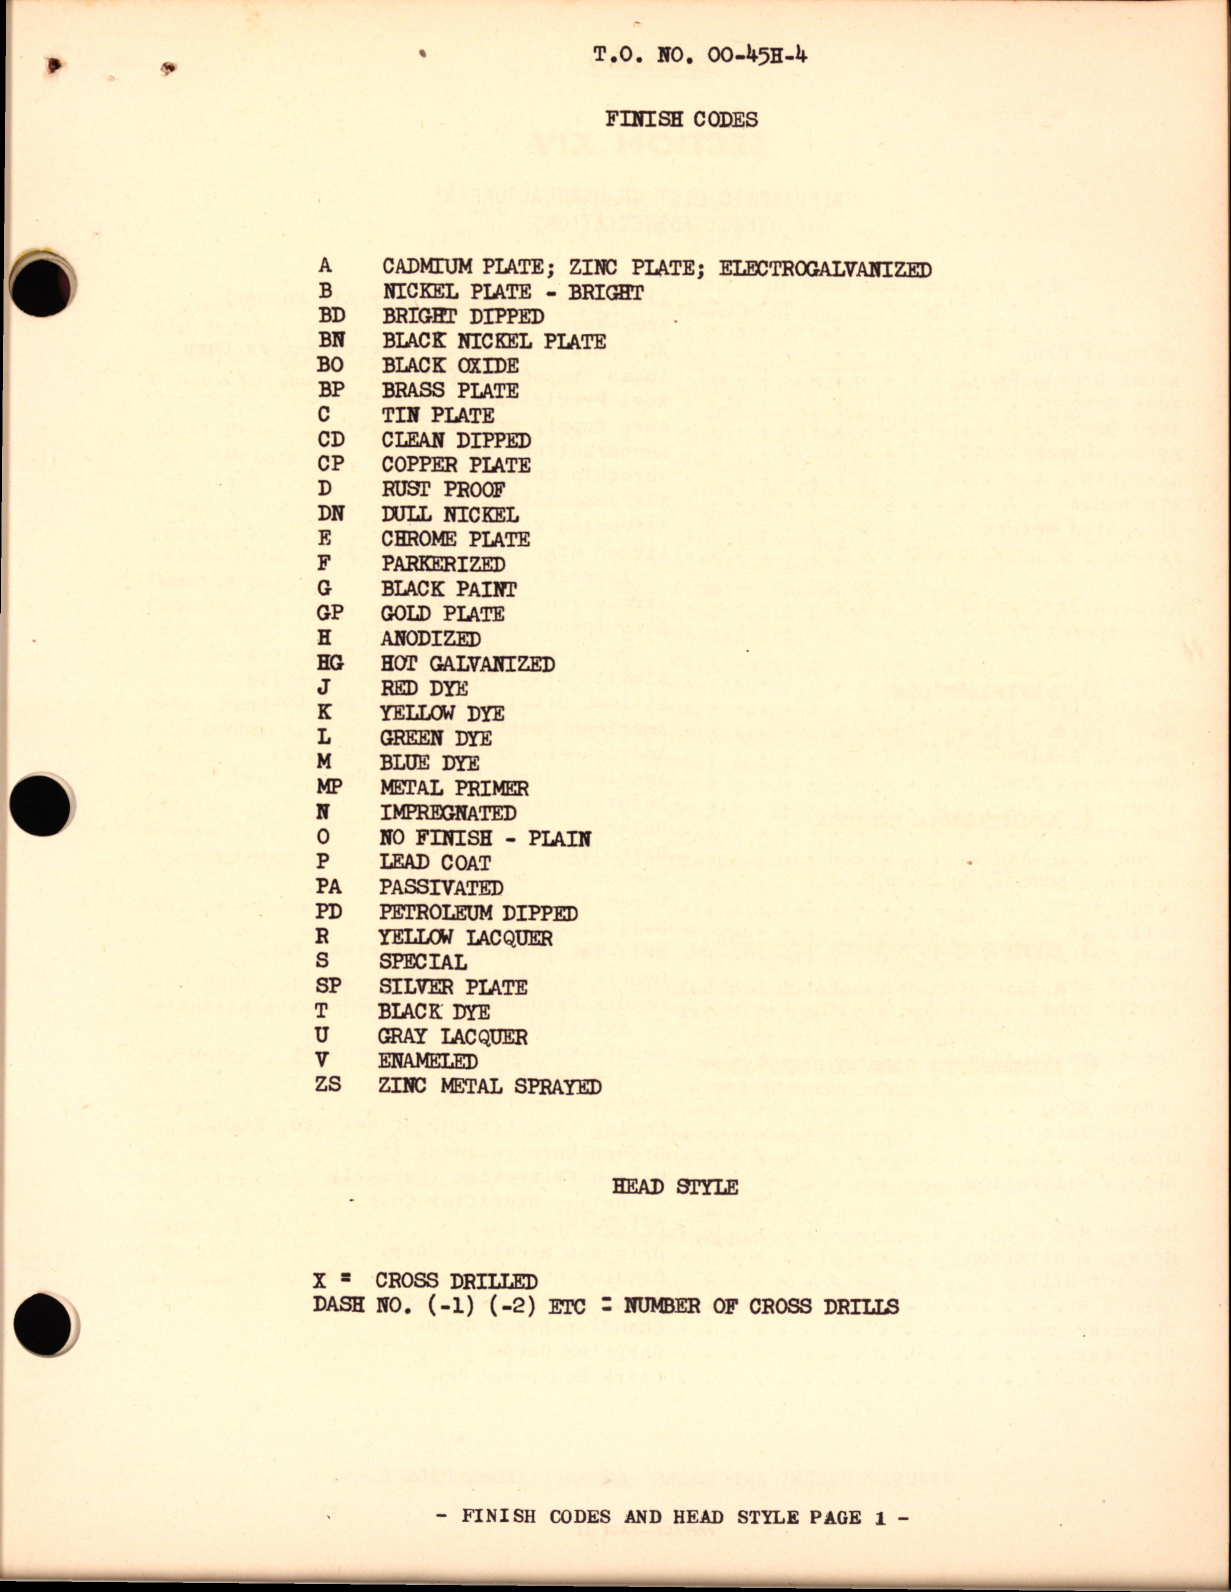 T.O. NO. 00-45H-4
FINISH CODES
A CADMIUM PLATE; ZINC PLATE; ELECTROGALVANIZED
B NICKEL PLATE - BRIGHT
BD BRIGHT DIPPED
BN BLACK NICKEL PLATE
BO BLACK OXIDE
BP BRASS PLATE
C TIN PLATE
CD CLEAN DIPPED
CP COPPER PLATE
D RUST PROOF
DN DULL NICKEL
E CHROME PLATE
F PARKERIZED
G BLACK PAINT
GP GOLD PLATE
H ANODIZED
HG HOT GALVANIZED
J RED DYE
K YELLOW DYE
L GREEN DYE
M BLUE DYE
MP METAL PRIMER
N IMPREGNATED
O NO FINISH - PLAIN
P LEAD COAT
PA PASSIVATED
PD PETROLEUM DIPPED
R YELLOW LACQUER
S SPECIAL
SP SILVER PLATE
T BLACK DYE
U GRAY LACQUER
V ENAMELED
ZS ZINC METAL SPRAYED
HEAD STYLE
X = CROSS DRILLED
DASH NO. (-1) (-2) ETC = NUMBER OF CROSS DRILLS
- FINISH CODES AND HEAD STYLE PAGE 1 -